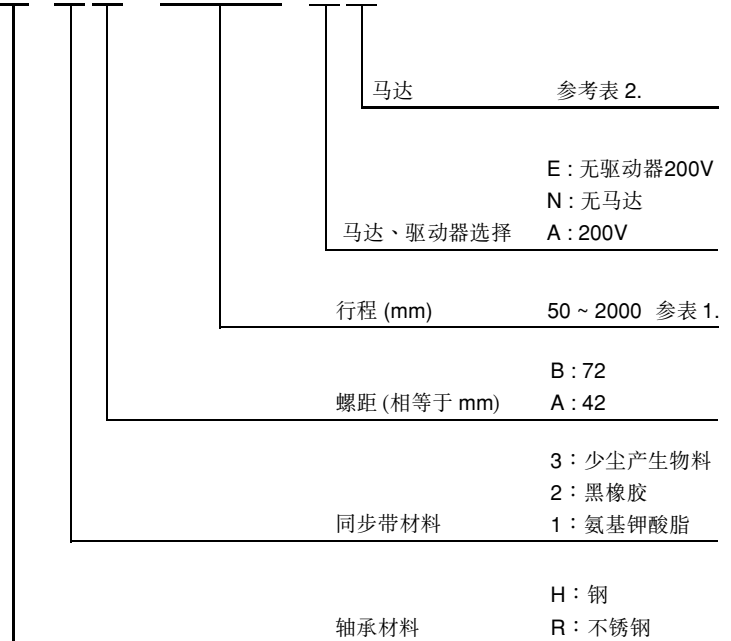 马达 参考表 2.
E : 无驱动器200V
N : 无马达
马达、驱动器选择 A : 200V
行程 (mm) 50 ~ 2000 参表 1.
B : 72
螺距 (相等于 mm) A : 42
3：少尘产生物料
2：黑橡胶
同步带材料 1：氨基钾酸脂
H：钢
轴承材料 R：不锈钢